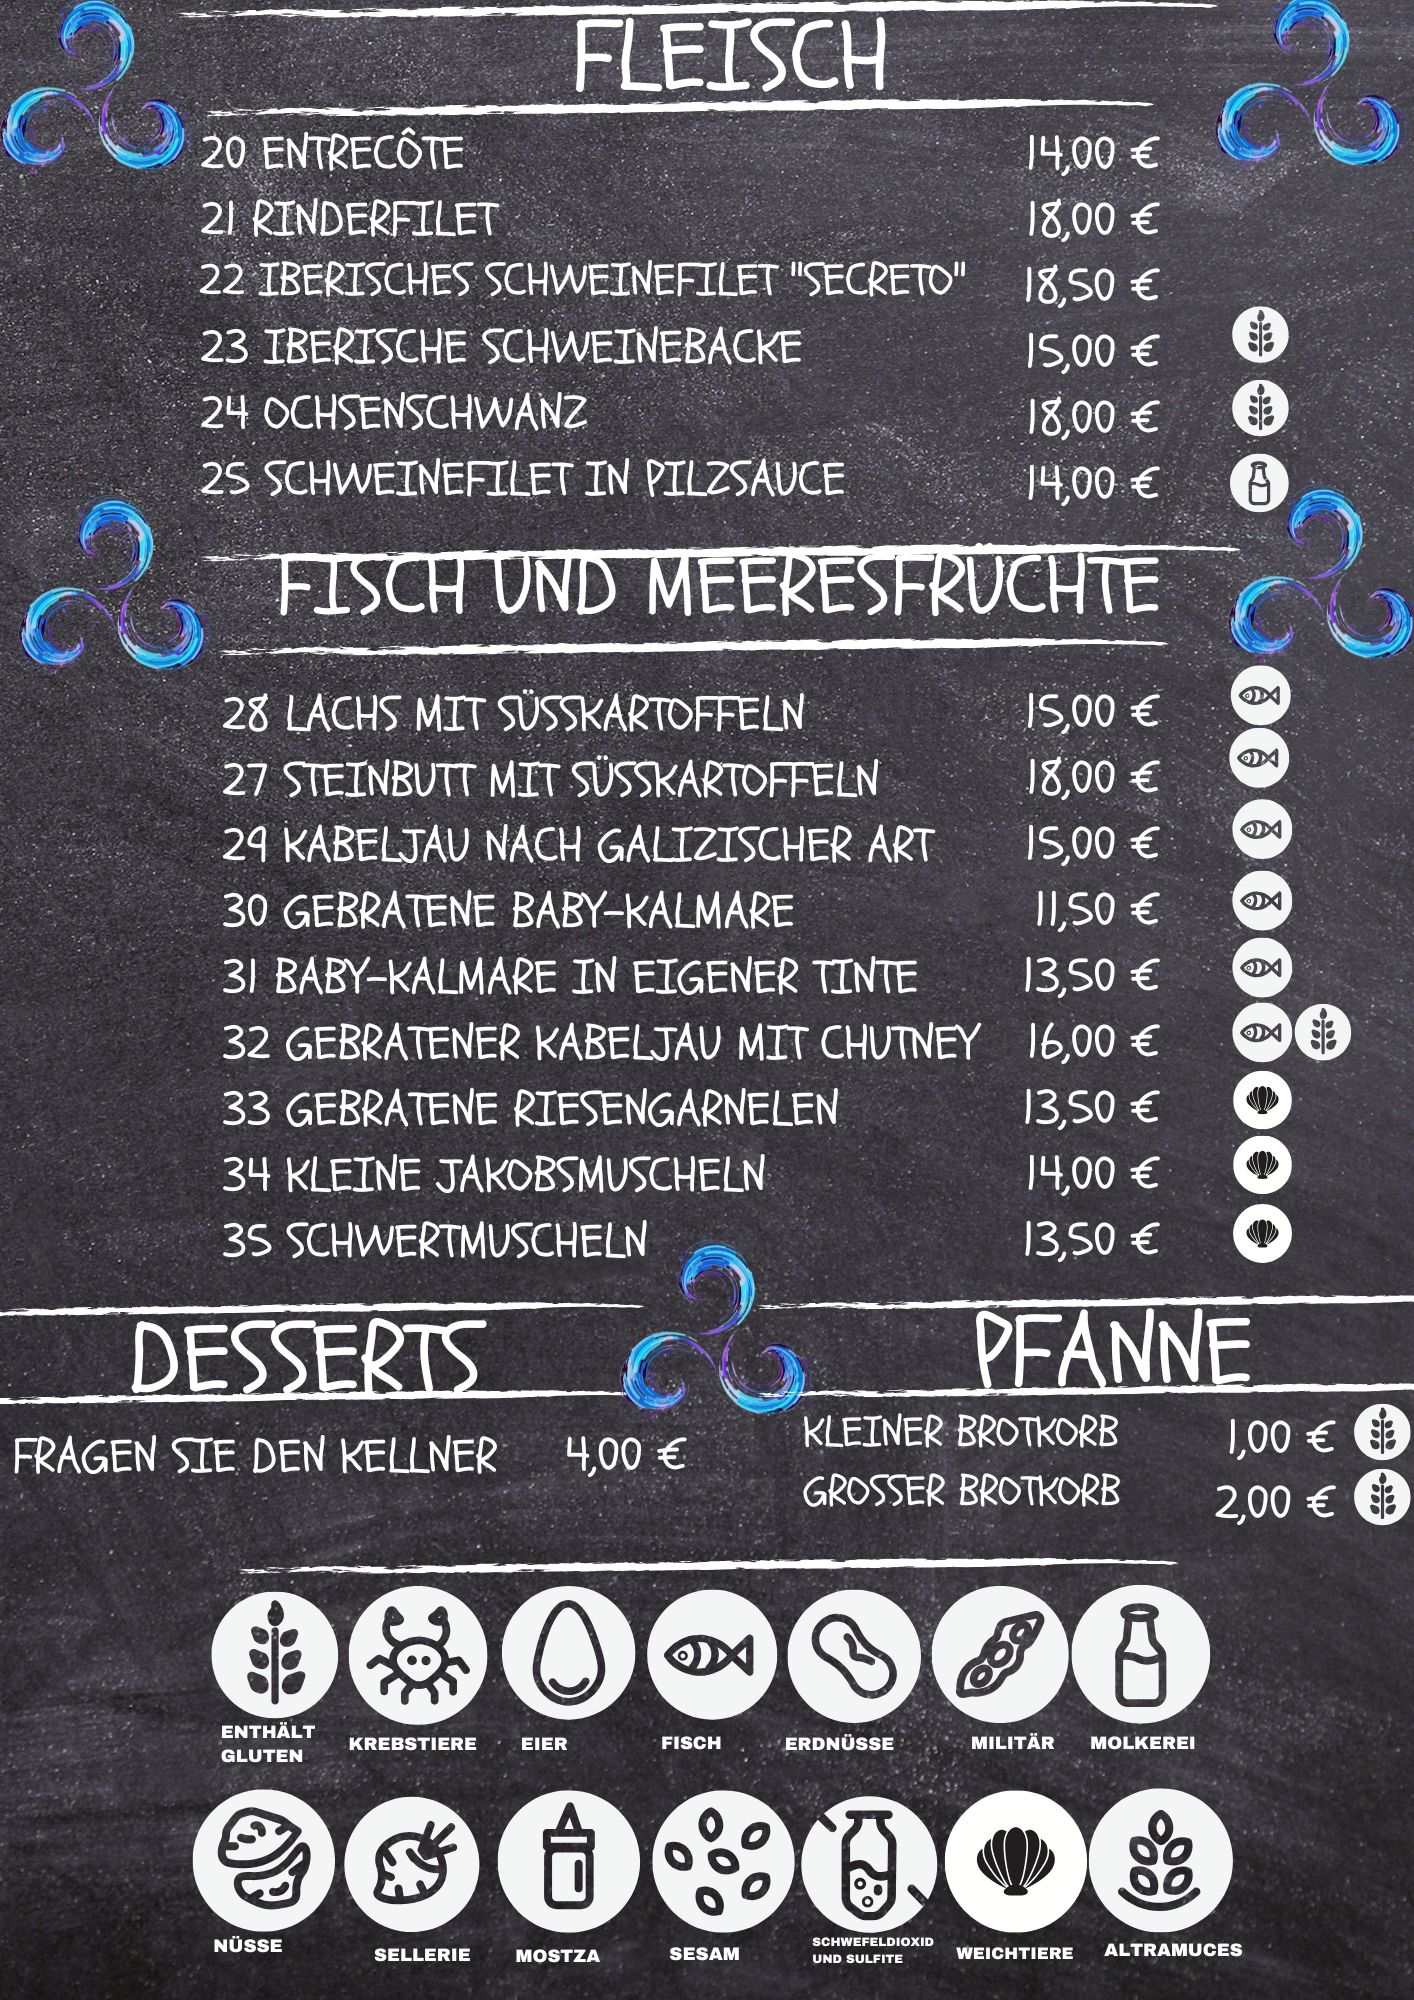 FLEISCH
20 ENTRECÔTE 14,00 €
21 RINDERFILET 18,00 €
22 IBERISCHES SCHWEINEFILET "SECRETO" 18,50 €
23 IBERISCHE SCHWEINEBACKE 15,00 €
24 OCHSENSCHWANZ 18,00 €
25 SCHWEINEFILET IN PILZSAUCE 14,00 €
FISCH UND MEERESFRÜCHTE
28 LACHS MIT SÜSSKARTOFFELN 15,00 €
27 STEINBUTT MIT SÜSSKARTOFFELN 18,00 €
29 KABELJAU NACH GALIZISCHER ART 15,00 €
30 GEBRATENE BABY-KALMARE 11,50 €
31 BABY-KALMARE IN EIGENER TINTE 13,50 €
32 GEBRATENER KABELJAU MIT CHUTNEY 16,00 €
33 GEBRATENE RIESENGARNELEN 13,50 €
34 KLEINE JAKOBSMUSCHELN 14,00 €
35 SCHWERTMUSCHELN 13,50 €
DESSERTS
FRAGEN SIE DEN KELLNER 4,00 €
PFANNE
KLEINER BROTKORB 1,00 €
GROSSER BROTKORB 2,00 €
ENTHÄLT
GLUTEN
KREBSTIERE
EIER
FISCH
ERDNÜSSE
MILITÄR
MOLKEREI
NÜSSE
SELLERIE
MOSTZA
SESAM
SCHWEFELDIOXID
UND SULFITE
WEICHTIERE
ALTRAMUCES